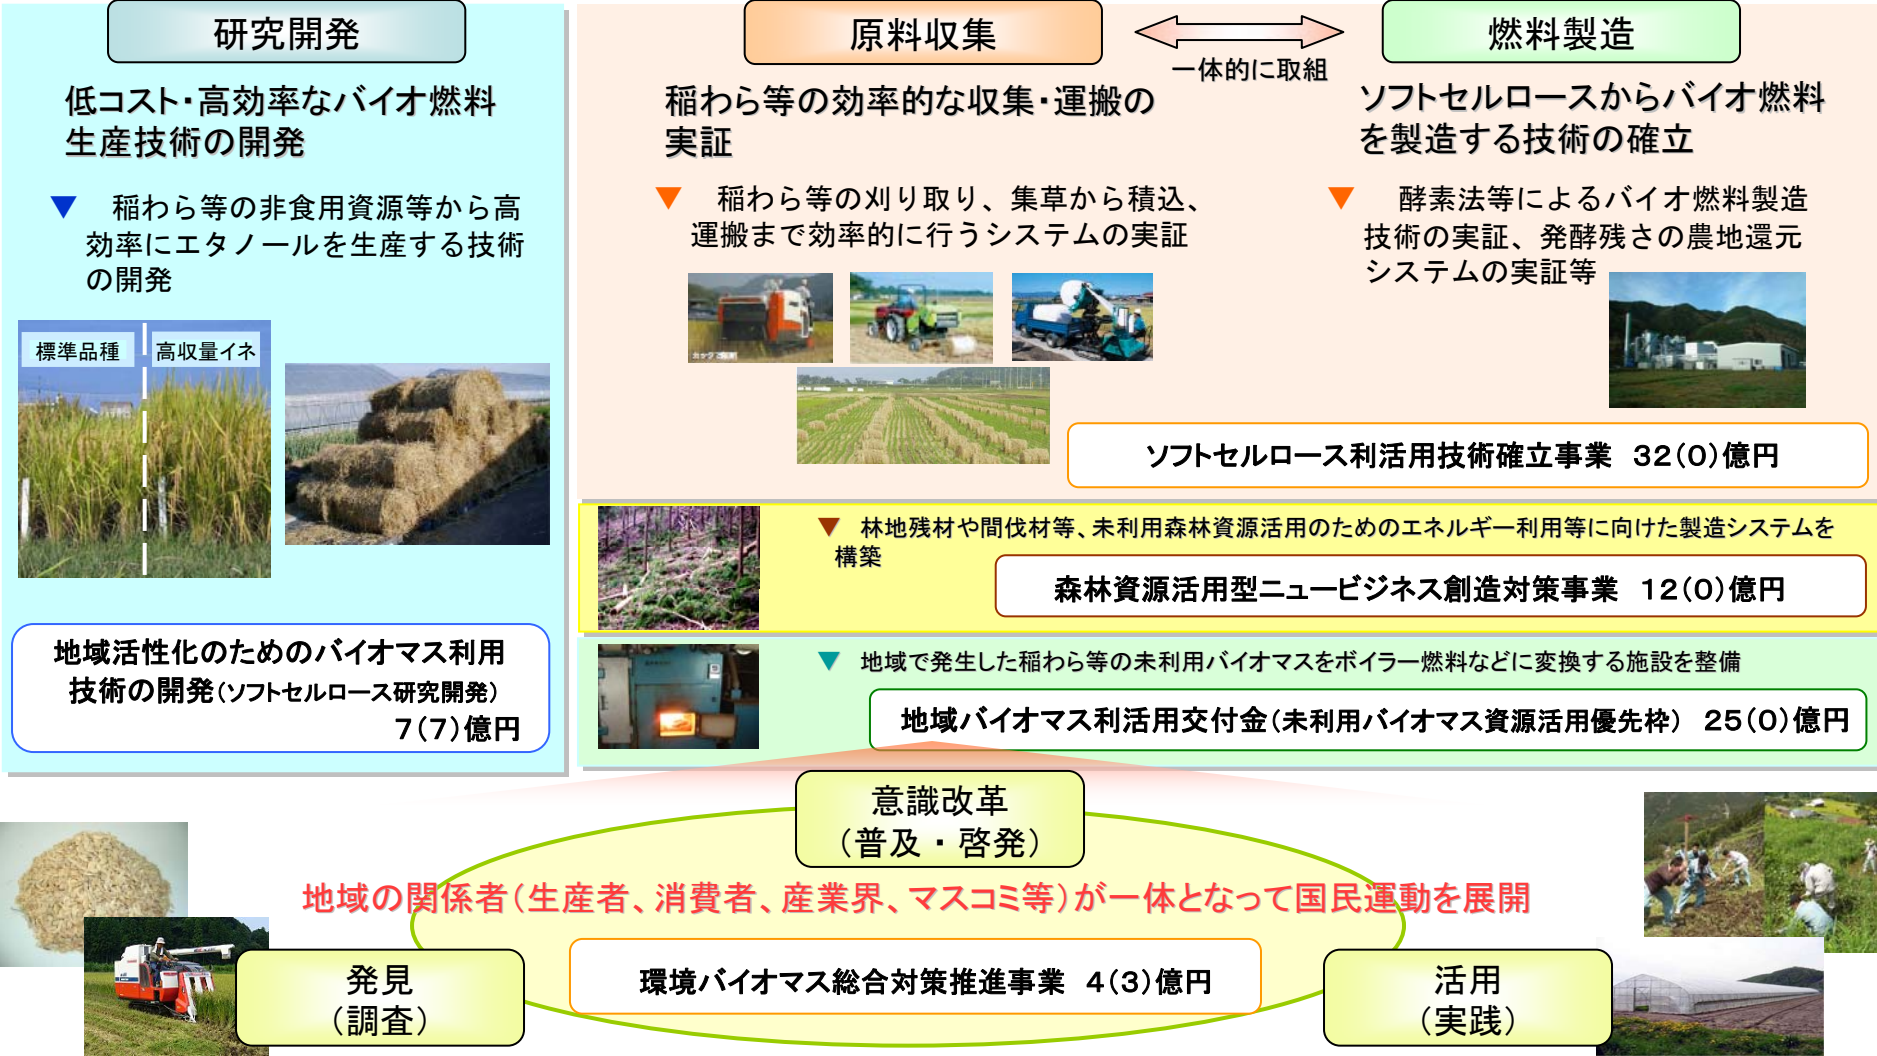 研究開発
低コスト・高効率なバイオ燃料
生産技術の開発
▼ 稲わら等の非食用資源等から高
効率にエタノールを生産する技術
の開発
標準品種
高収量イネ
地域活性化のためのバイオマス利用
技術の開発(ソフトセルロース研究開発)
7(7)億円
原料収集
一体的に取組
燃料製造
稲わら等の効率的な収集・運搬の
実証
▼ 稲わら等の刈り取り、集草から積込、
運搬まで効率的に行うシステムの実証
ソフトセルロースからバイオ燃料
を製造する技術の確立
▼ 酵素法等によるバイオ燃料製造
技術の実証、発酵残さの農地還元
システムの実証等
ソフトセルロース利活用技術確立事業 32(0)億円
▼ 林地残材や間伐材等、未利用森林資源活用のためのエネルギー利用等に向けた製造システムを
構築
森林資源活用型ニュービジネス創造対策事業 12(0)億円
▼ 地域で発生した稲わら等の未利用バイオマスをボイラー燃料などに変換する施設を整備
地域バイオマス利活用交付金(未利用バイオマス資源活用優先枠) 25(0)億円
意識改革
(普及・啓発)
地域の関係者(生産者、消費者、産業界、マスコミ等)が一体となって国民運動を展開
環境バイオマス総合対策推進事業 4(3)億円
発見
(調査)
活用
(実践)